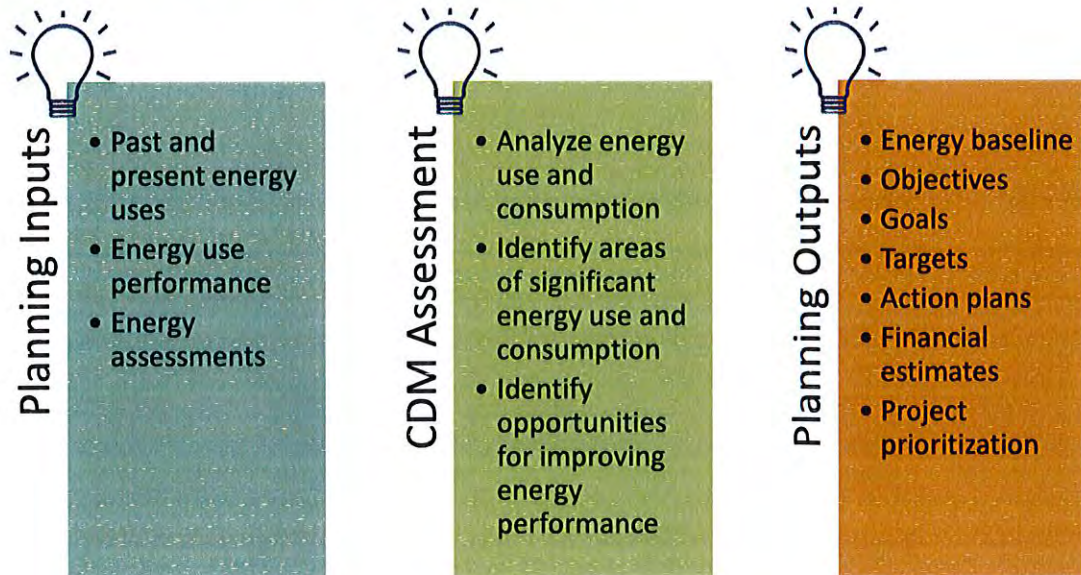 Planning Inputs
• Past and
present energy
uses
• Energy use
performance
• Energy
assessments
CDM Assessment
• Analyze energy
use and
consumption
• Identify areas
of significant
energy use and
consumption
• Identify
opportunities
for improving
energy
performance
Planning Outputs
• Energy baseline
• Objectives
• Goals
• Targets
• Action plans
• Financial
estimates
• Project
prioritization